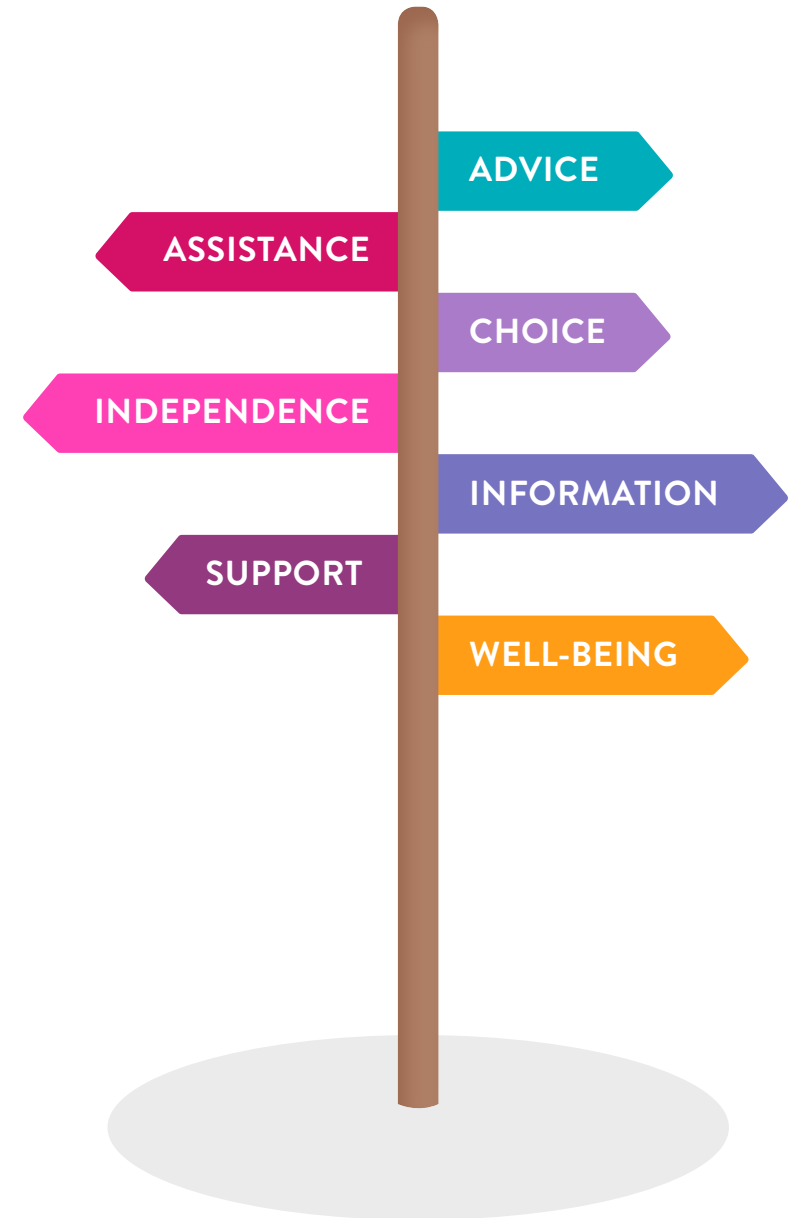 ADVICE
ASSISTANCE
CHOICE
INDEPENDENCE
INFORMATION
SUPPORT
WELL-BEING